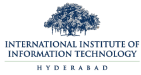 INTERNATIONAL INSTITUTE OF
INFORMATION TECHNOLOGY
HYDERABAD